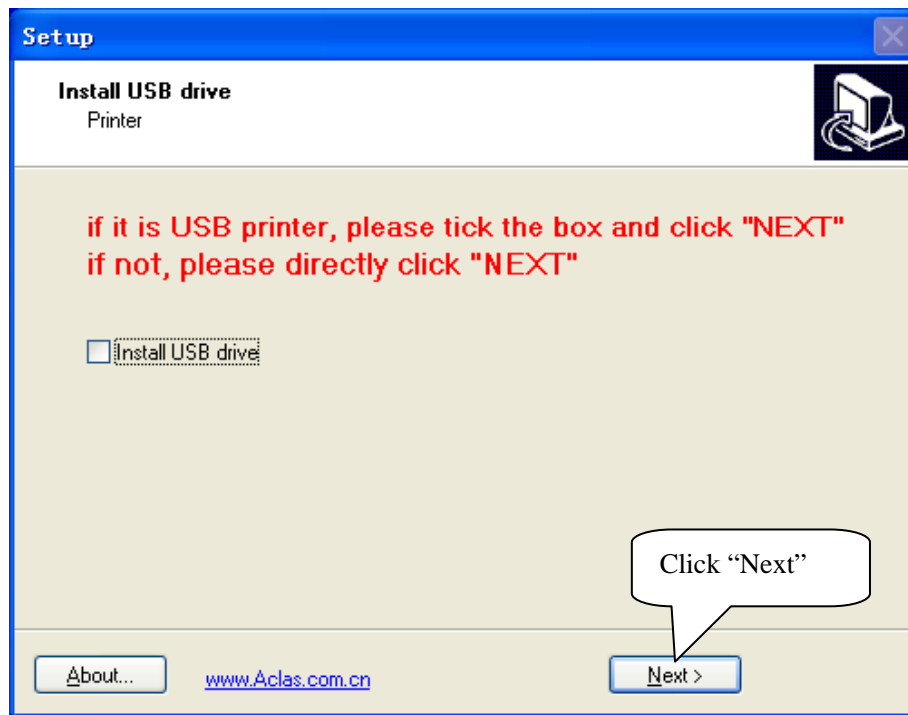 Setup
Install USB drive
Printer
if it is USB printer, please tick the box and click "NEXT"
if not, please directly click "NEXT"
Install USB drive
Click “Next”
About...
www.Aclas.com.cn
Next >